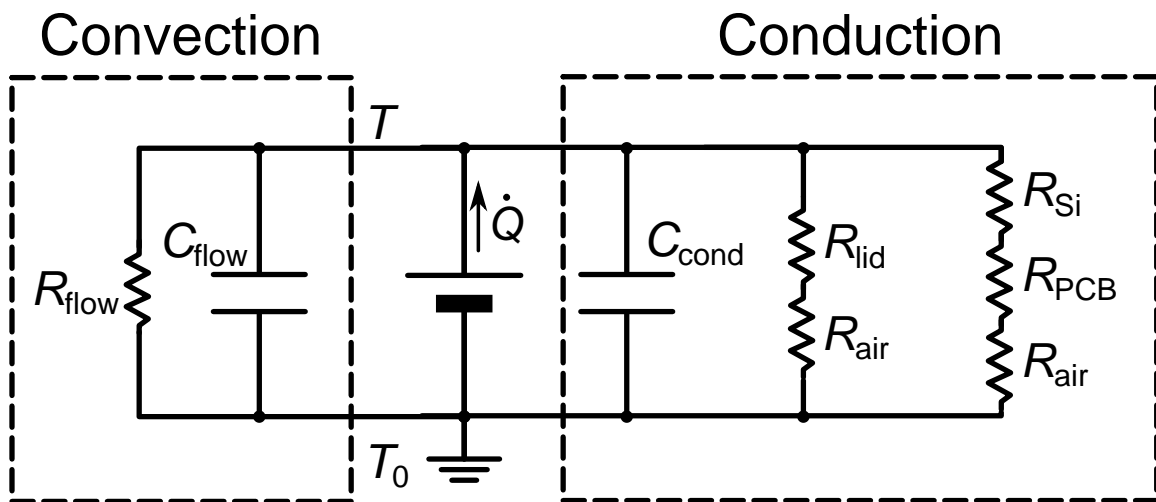 Convection
Conduction
T
R_flow
C_flow
Q̇
C_cond
R_lid
R_air
R_Si
R_PCB
R_air
T_0